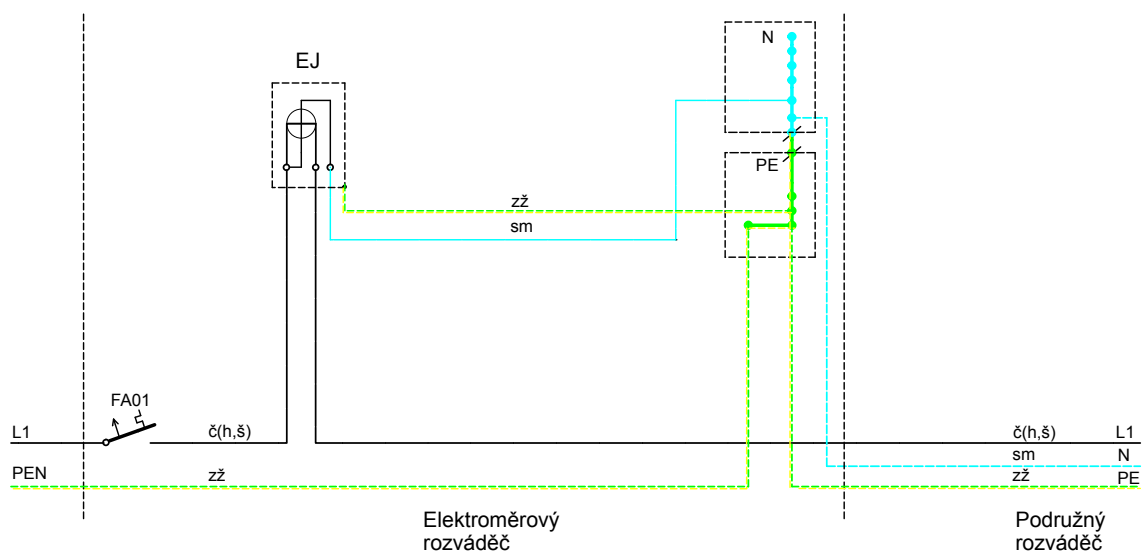 N
EJ
PE
zž
sm
FA01
L1
č(h,š)
č(h,š)
L1
sm
N
PEN
zž
zž
PE
Elektroměrový
rozváděč
Podružný
rozváděč